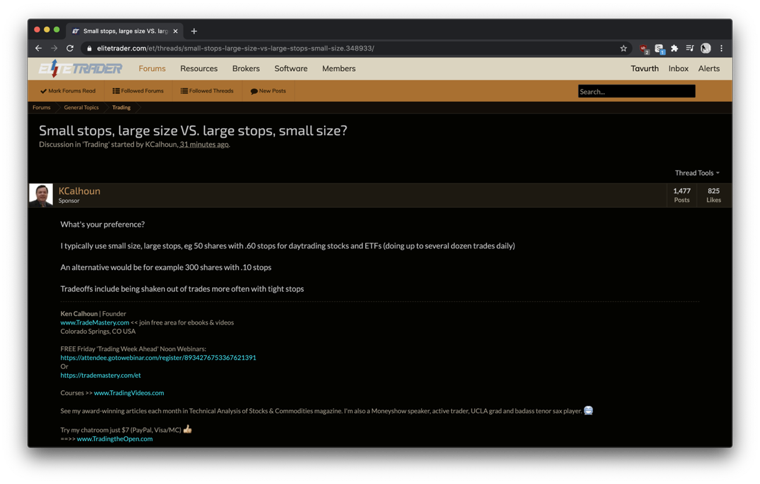 Small stops, large size VS. larg
elitetrader.com/et/threads/small-stops-large-size-vs-large-stops-small-size.348933/
ELITE TRADER
Forums
Resources
Brokers
Software
Members
Tavurth
Inbox
Alerts
Mark Forums Read
Followed Forums
Followed Threads
New Posts
Search...
Forums
General Topics
Trading
Small stops, large size VS. large stops, small size?
Discussion in 'Trading' started by KCalhoun, 31 minutes ago.
Thread Tools
KCalhoun
Sponsor
1,477
Posts
825
Likes
What's your preference?
I typically use small size, large stops, eg 50 shares with .60 stops for daytrading stocks and ETFs (doing up to several dozen trades daily)
An alternative would be for example 300 shares with .10 stops
Tradeoffs include being shaken out of trades more often with tight stops
Ken Calhoun | Founder
www.TradeMastery.com << join free area for ebooks & videos
Colorado Springs, CO USA
FREE Friday 'Trading Week Ahead' Noon Webinars:
https://attendee.gotowebinar.com/register/8934276753367621391
Or
https://trademastery.com/et
Courses >> www.TradingVideos.com
See my award-winning articles each month in Technical Analysis of Stocks & Commodities magazine. I'm also a Moneyshow speaker, active trader, UCLA grad and badass tenor sax player.
Try my chatroom just $7 (PayPal, Visa/MC)
==>> www.TradingtheOpen.com